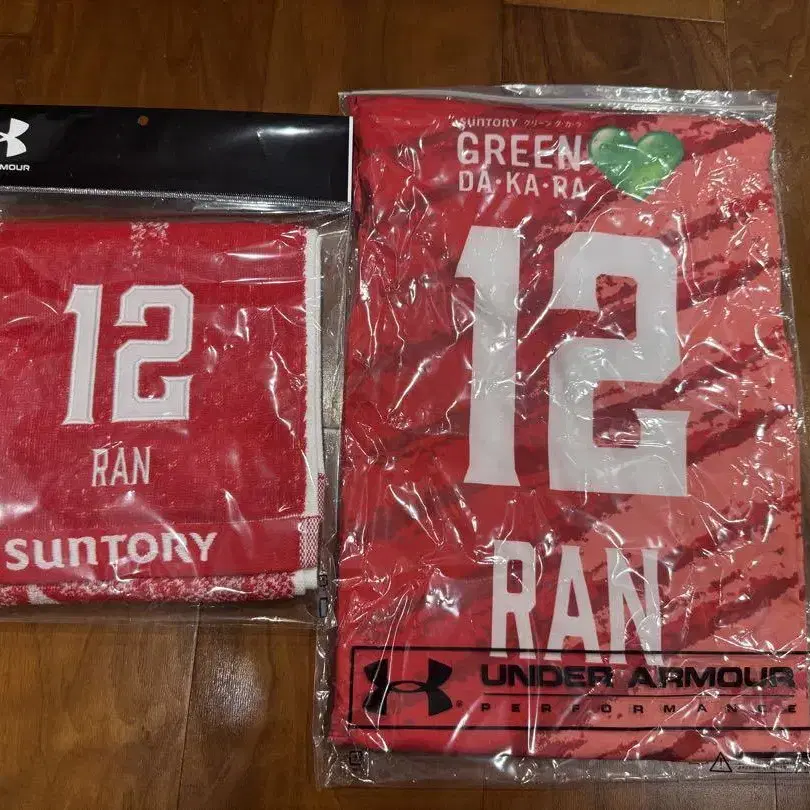 ARMOUR
12
RAN
SUNTORY
SUNTORY グリーン ダ・カ・ラ
GREEN
DA・KA・RA
12
RAN
UNDER ARMOUR
PERFORMANCE